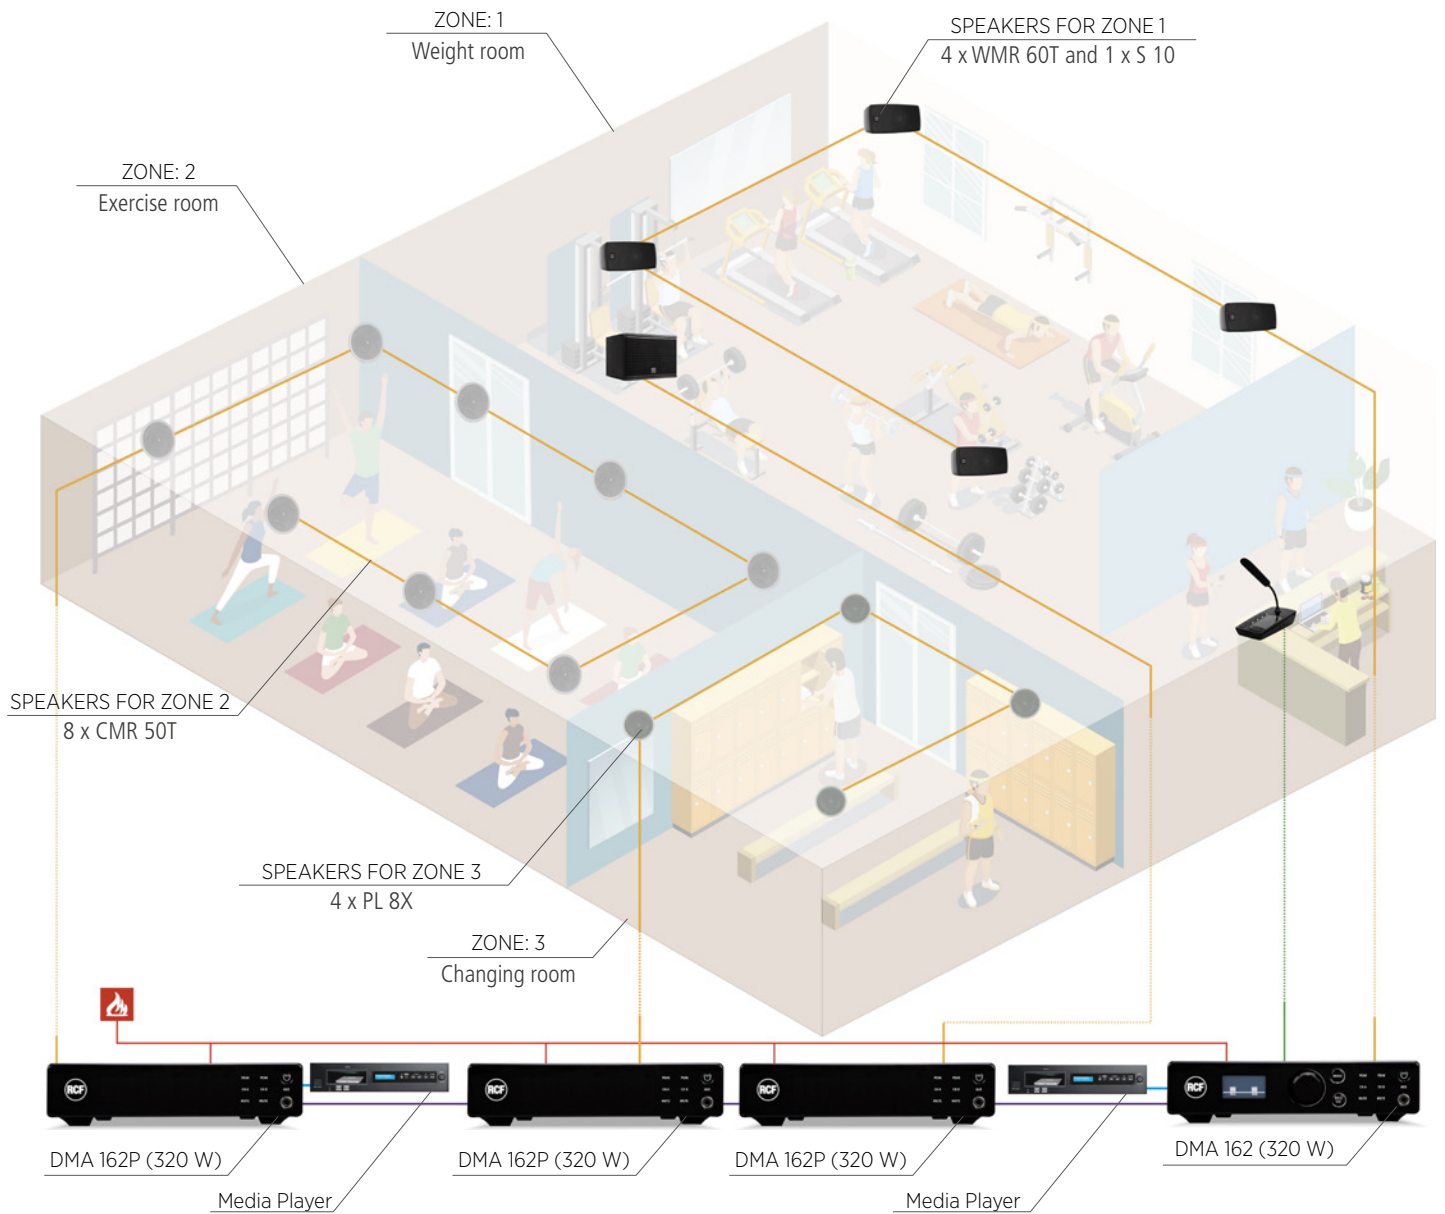 ZONE: 1
Weight room
SPEAKERS FOR ZONE 1
4 x WMR 60T and 1 x S 10
ZONE: 2
Exercise room
SPEAKERS FOR ZONE 2
8 x CMR 50T
SPEAKERS FOR ZONE 3
4 x PL 8X
ZONE: 3
Changing room
RCF
RCF
RCF
RCF
DMA 162P (320 W)
DMA 162P (320 W)
DMA 162P (320 W)
DMA 162 (320 W)
Media Player
Media Player